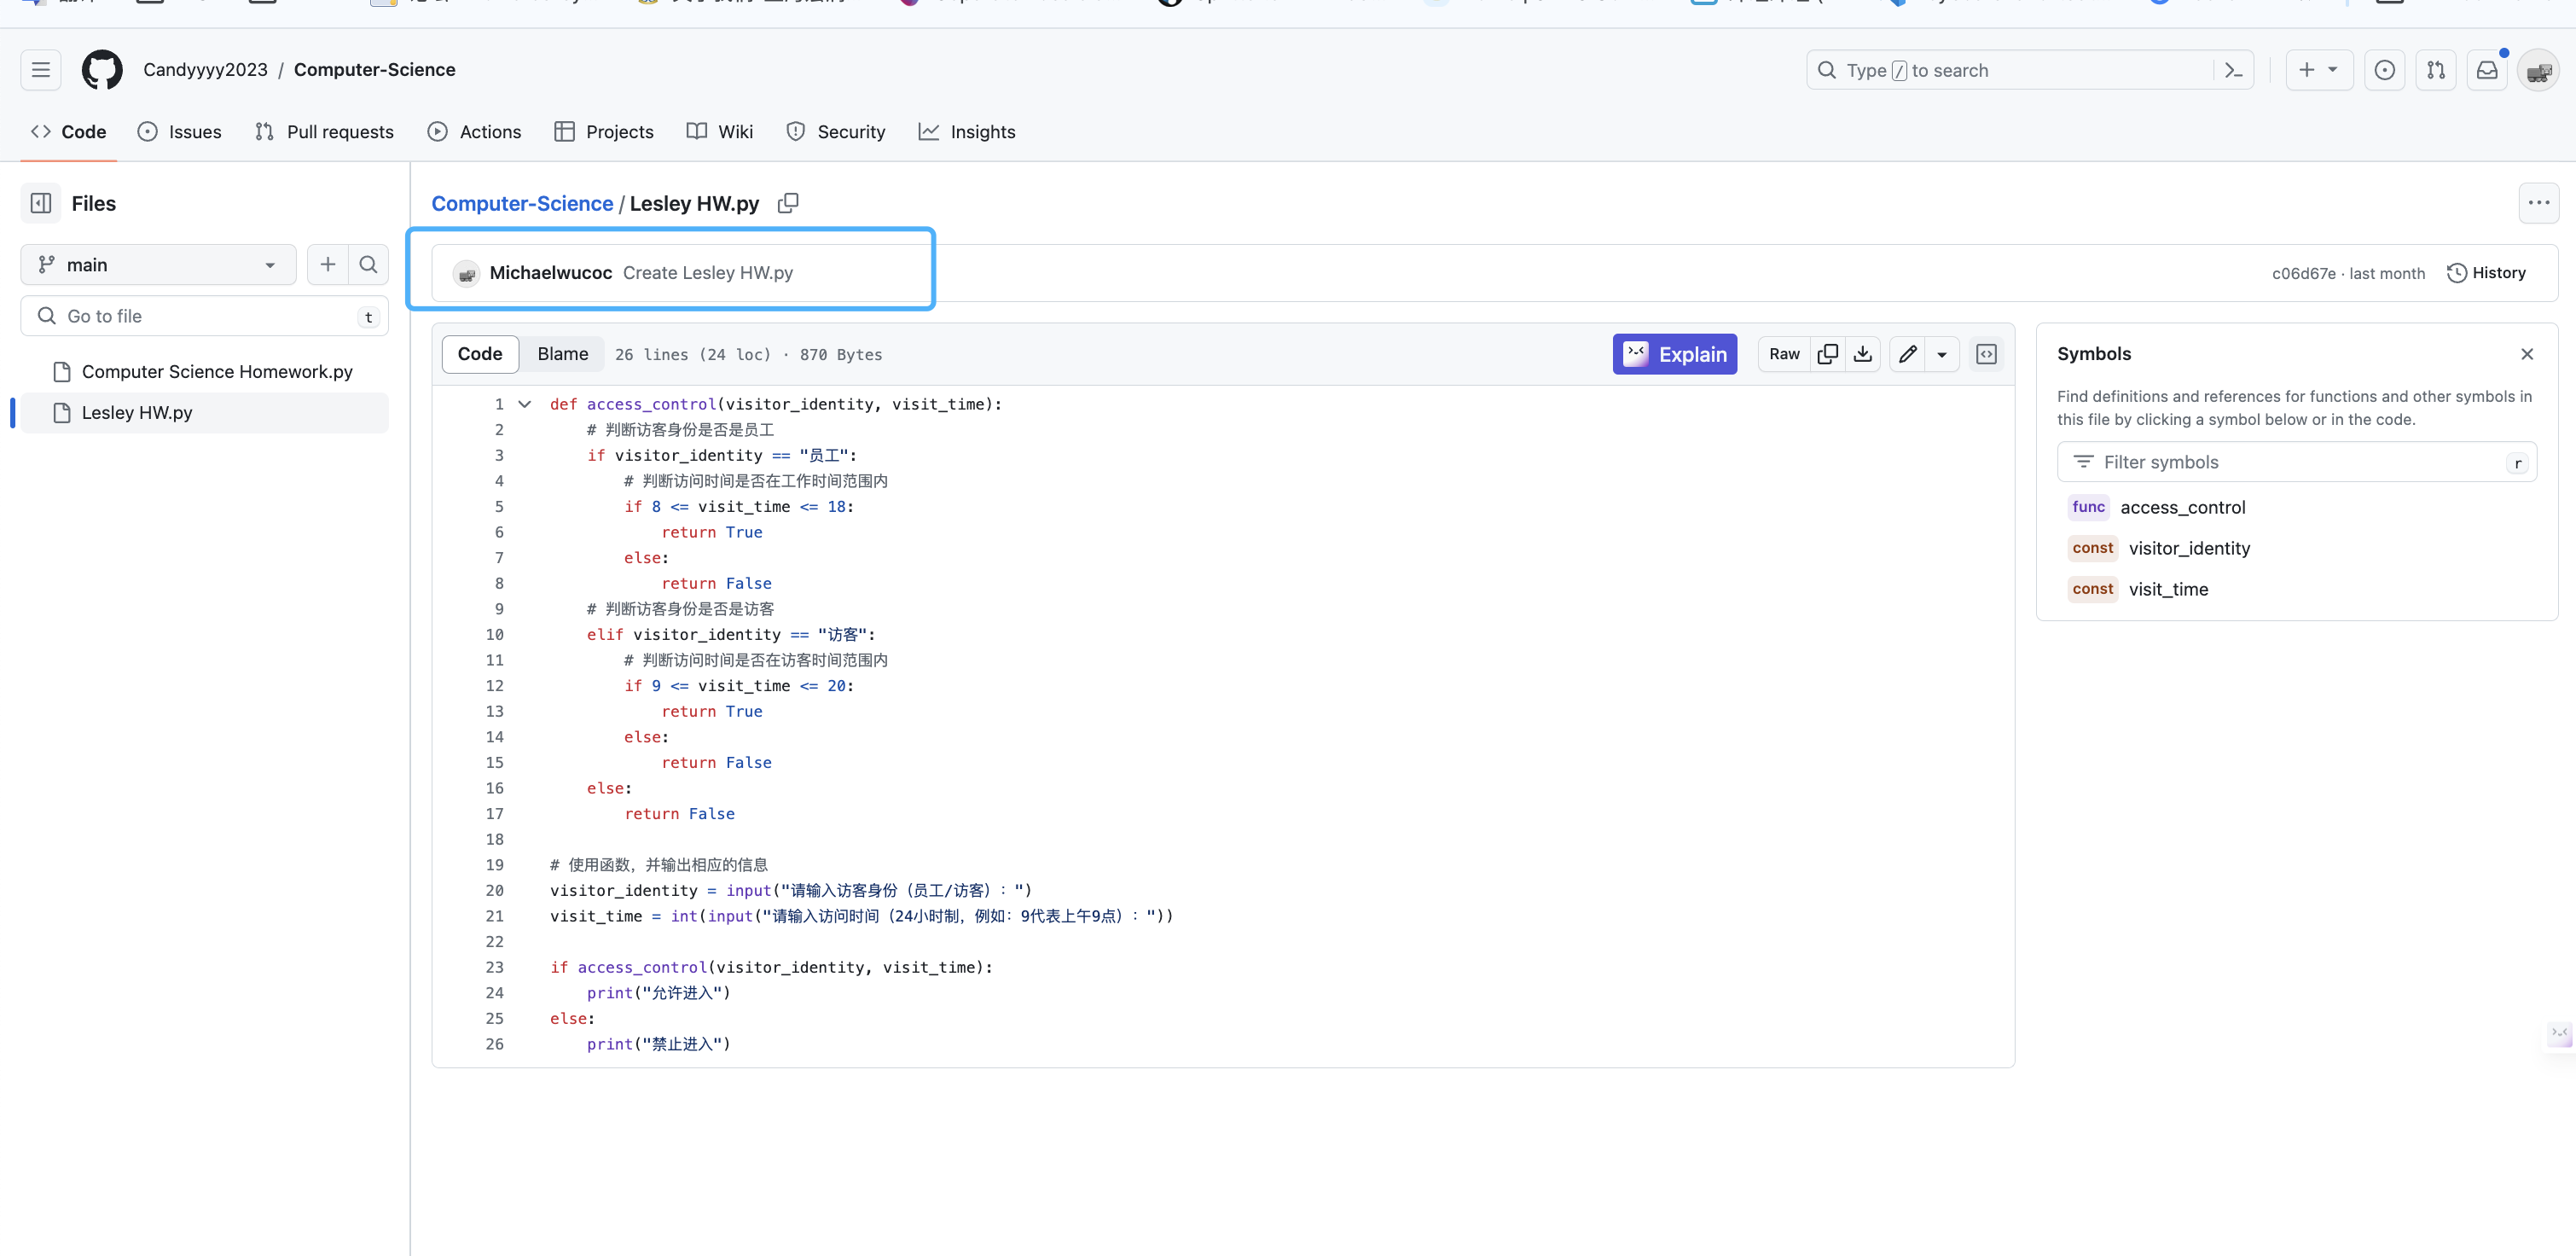 Candyyyy2023 / Computer-Science
Type / to search
Code
Issues
Pull requests
Actions
Projects
Wiki
Security
Insights
Files
main
Go to file
t
Computer Science Homework.py
Lesley HW.py
Computer-Science / Lesley HW.py
Michaelwucoc Create Lesley HW.py
c06d67e · last month
History
Code Blame 26 lines (24 loc) · 870 Bytes
Explain
Raw
1 def access_control(visitor_identity, visit_time):
2 # 判断访客身份是否是员工
3 if visitor_identity == "员工":
4 # 判断访问时间是否在工作时间范围内
5 if 8 <= visit_time <= 18:
6 return True
7 else:
8 return False
9 # 判断访客身份是否是访客
10 elif visitor_identity == "访客":
11 # 判断访问时间是否在访客时间范围内
12 if 9 <= visit_time <= 20:
13 return True
14 else:
15 return False
16 else:
17 return False
18
19 # 使用函数，并输出相应的信息
20 visitor_identity = input("请输入访客身份（员工/访客）：")
21 visit_time = int(input("请输入访问时间（24小时制，例如：9代表上午9点）："))
22
23 if access_control(visitor_identity, visit_time):
24 print("允许进入")
25 else:
26 print("禁止进入")
Symbols
Find definitions and references for functions and other symbols in
this file by clicking a symbol below or in the code.
Filter symbols
r
func access_control
const visitor_identity
const visit_time